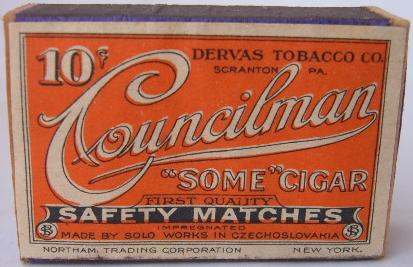 10¢
DERVAS TOBACCO CO.
SCRANTON PA.
Councilman
"SOME" CIGAR
FIRST QUALITY
SAFETY MATCHES
IMPREGNATED
MADE BY SOLO WORKS IN CZECHOSLOVAKIA
NORTHAM TRADING CORPORATION NEW YORK.